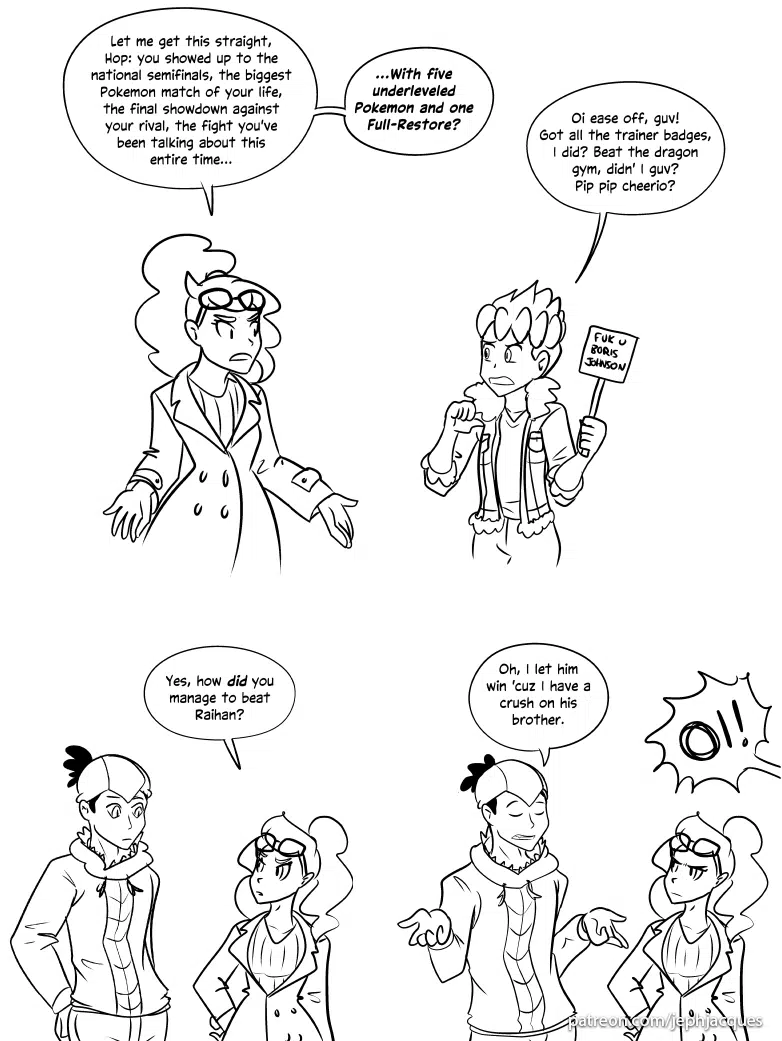 Let me get this straight,
Hop: you showed up to the
national semifinals, the biggest
Pokemon match of your life,
the final showdown against
your rival, the fight you've
been talking about this
entire time...
...With five
underleveled
Pokemon and one
Full-Restore?
Oi ease off, guv!
Got all the trainer badges,
I did? Beat the dragon
gym, didn' I guv?
Pip pip cheerio?
FUK U
BORIS
JOHNSON
Yes, how did you
manage to beat
Raihan?
Oh, I let him
win 'cuz I have a
crush on his
brother.
OI!!
patreon.com/jephjacques